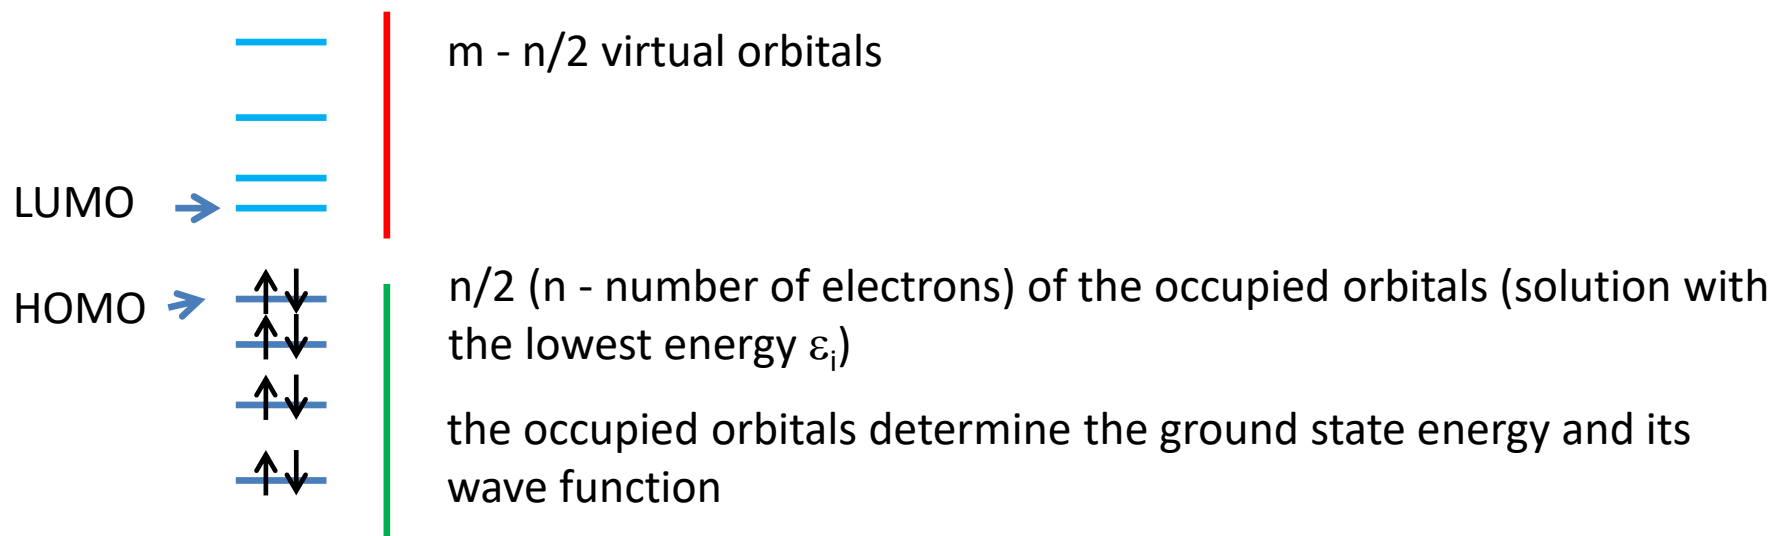 m - n/2 virtual orbitals
LUMO
HOMO
n/2 (n - number of electrons) of the occupied orbitals (solution with
the lowest energy εi)
the occupied orbitals determine the ground state energy and its
wave function